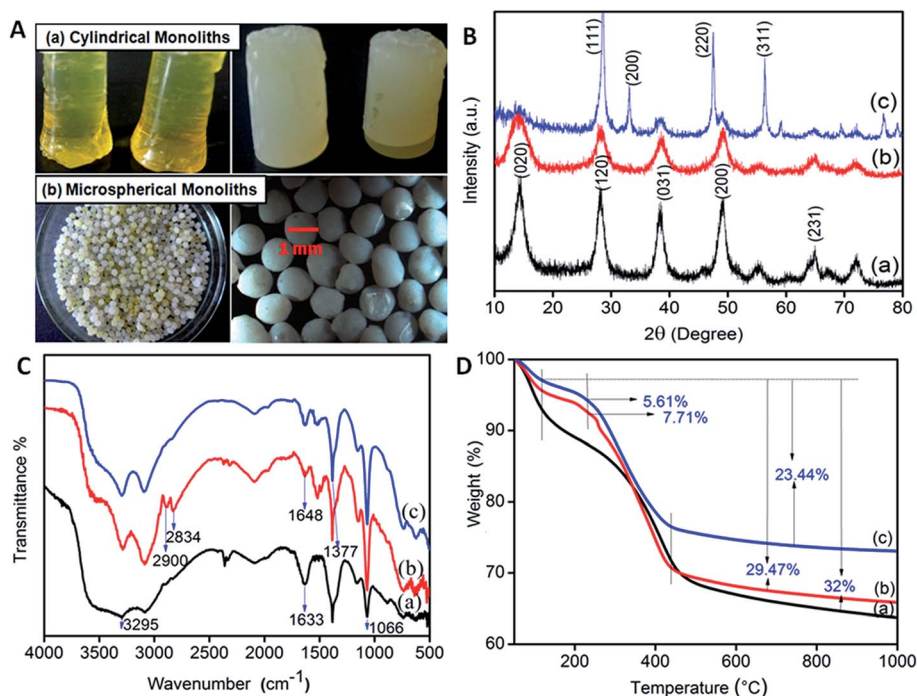 A
(a) Cylindrical Monoliths
(b) Microspherical Monoliths
1 mm
B
Intensity (a.u.)
(111)
(200)
(220)
(311)
(c)
(b)
(020)
(120)
(031)
(200)
(231)
(a)
10 20 30 40 50 60 70 80
2θ (Degree)
C
Transmittance %
(c)
(b)
(a)
2834
2900
1648
1377
3295
1633
1066
4000 3500 3000 2500 2000 1500 1000 500
Wavenumber (cm-1)
D
Weight (%)
100
90
80
70
60
5.61%
7.71%
23.44%
29.47%
32%
(c)
(b)
(a)
200 400 600 800 1000
Temperature (°C)